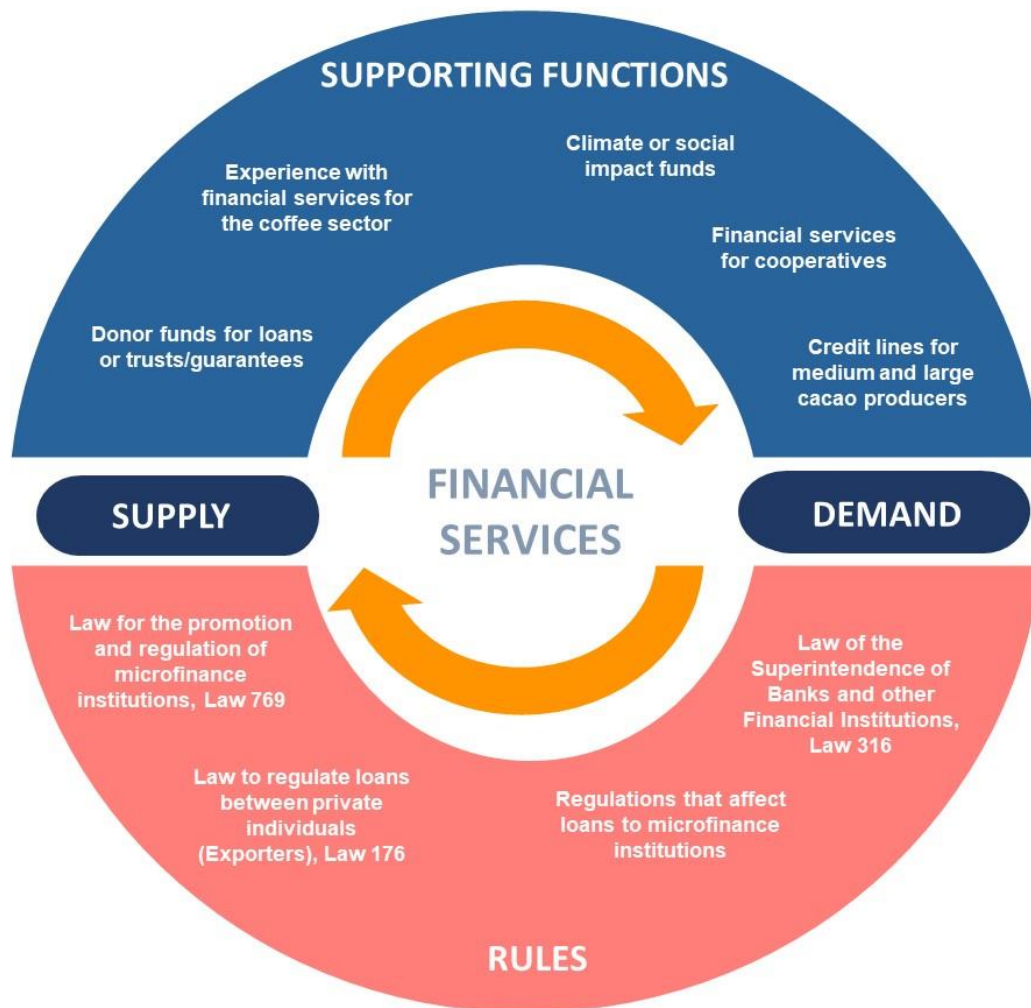 SUPPORTING FUNCTIONS
Climate or social
impact funds
Experience with
financial services for
the coffee sector
Financial services
for cooperatives
Donor funds for loans
or trusts/guarantees
Credit lines for
medium and large
cacao producers
SUPPLY
FINANCIAL
SERVICES
DEMAND
Law for the promotion
and regulation of
microfinance
institutions, Law 769
Law of the
Superintendence of
Banks and other
Financial Institutions,
Law 316
Law to regulate loans
between private
individuals
(Exporters), Law 176
Regulations that affect
loans to microfinance
institutions
RULES